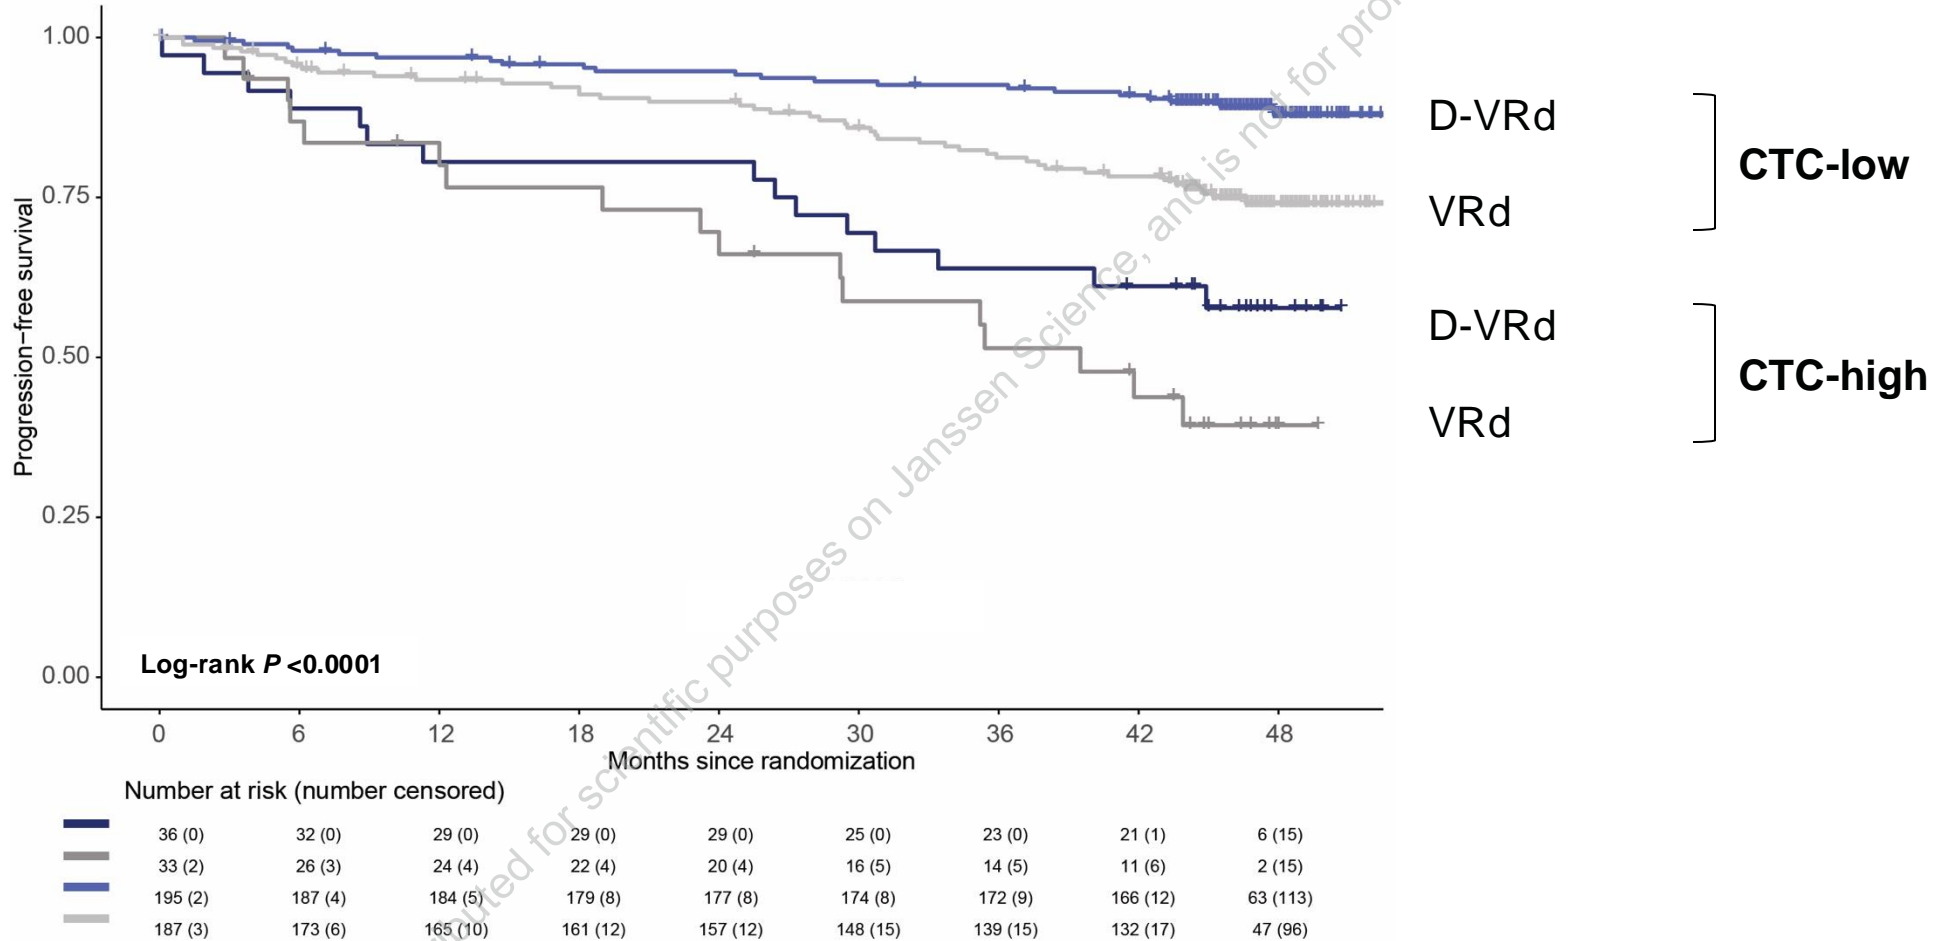 1.00
0.75
0.50
0.25
0.00
Progression-free survival
D-VRd
VRd
CTC-low
D-VRd
VRd
CTC-high
Log-rank P <0.0001
0 6 12 18 24 30 36 42 48
Months since randomization
Number at risk (number censored)
36 (0) 32 (0) 29 (0) 29 (0) 29 (0) 25 (0) 23 (0) 21 (1) 6 (15)
33 (2) 26 (3) 24 (4) 22 (4) 20 (4) 16 (5) 14 (5) 11 (6) 2 (15)
195 (2) 187 (4) 184 (5) 179 (8) 177 (8) 174 (8) 172 (9) 166 (12) 63 (113)
187 (3) 173 (6) 165 (10) 161 (12) 157 (12) 148 (15) 139 (15) 132 (17) 47 (96)
for scientific purposes on Janssen Science, and is not for